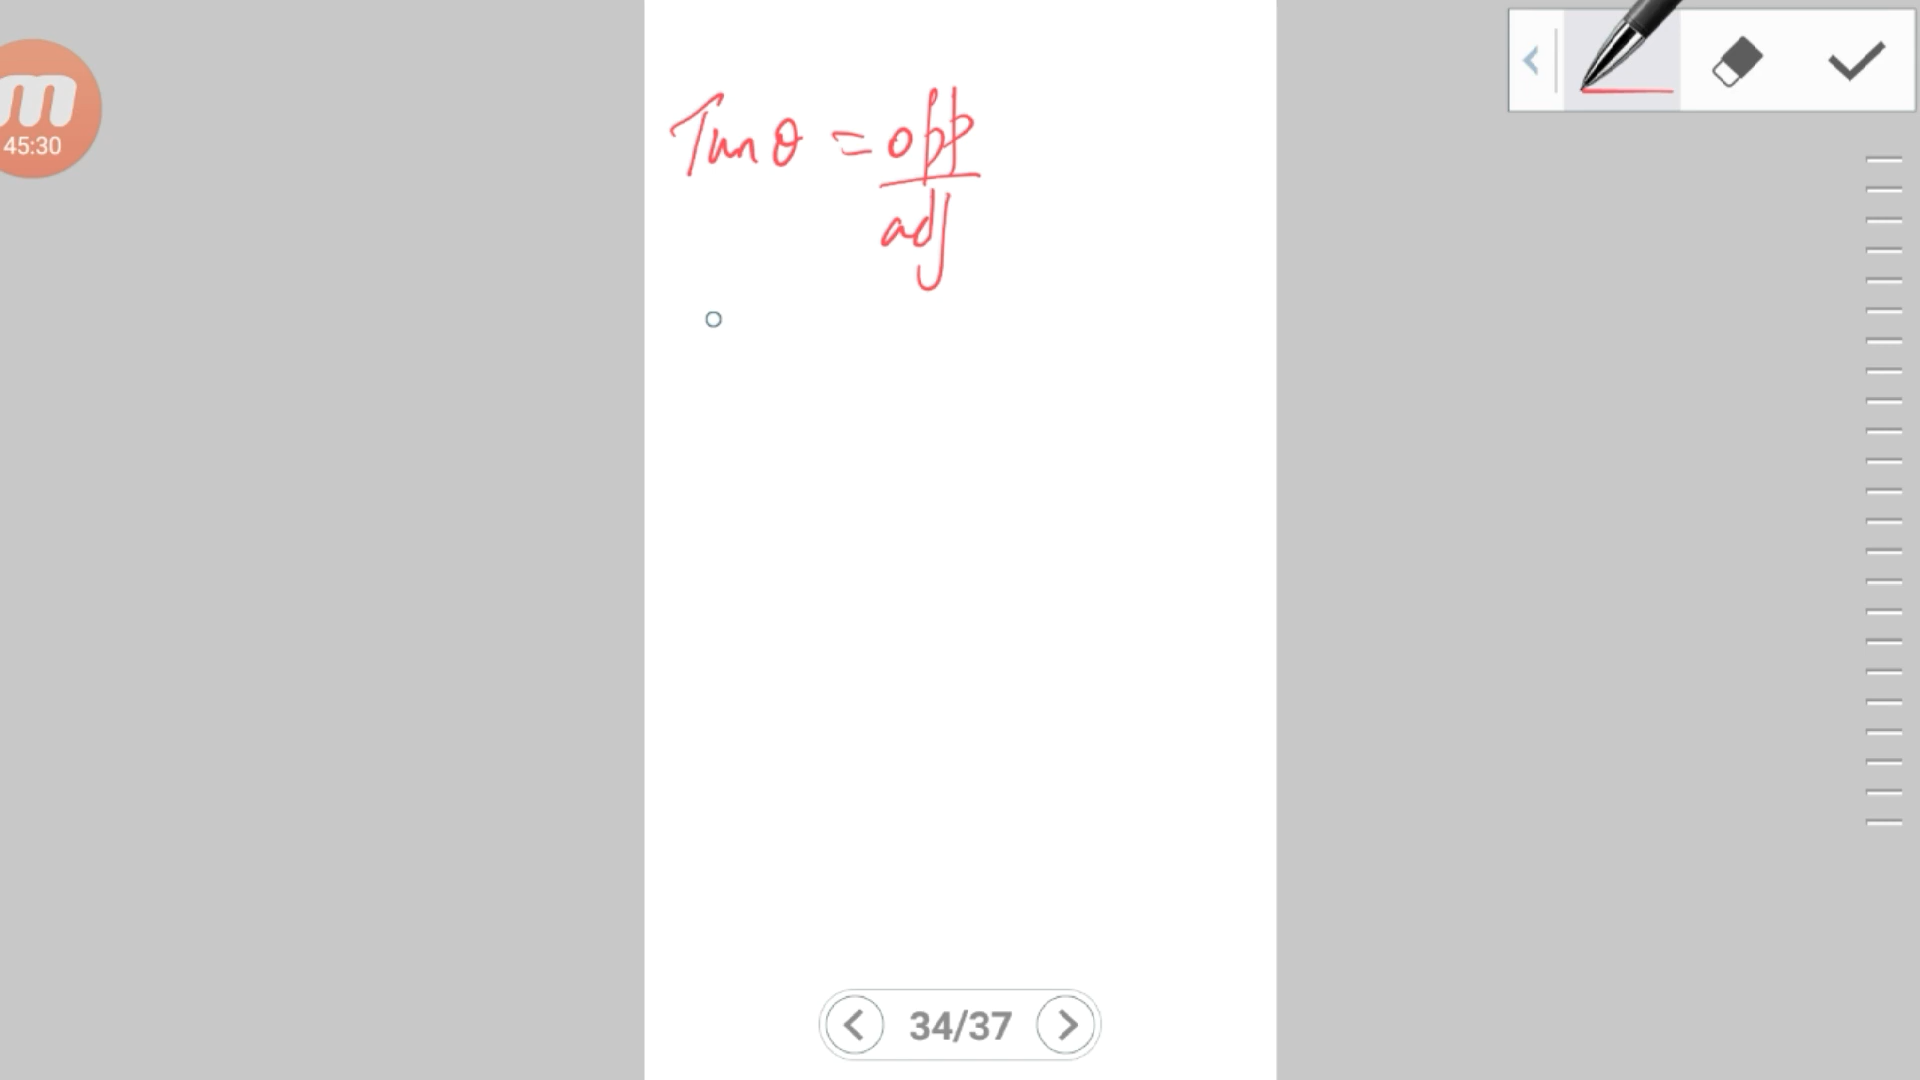 m
45:30
Tan θ = opp
adj
34/37